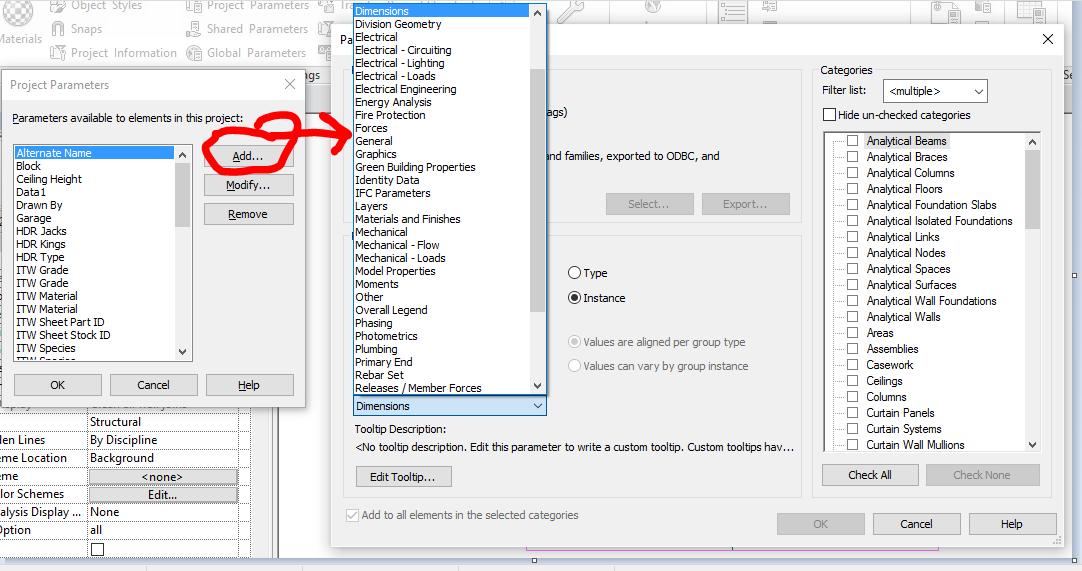 Object Styles
Project Parameters
Materials
Snaps
Shared Parameters
Project Information
Global Parameters
Project Parameters
Parameters available to elements in this project:
Alternate Name
Block
Ceiling Height
Data1
Drawn By
Garage
HDR Jacks
HDR Kings
HDR Type
ITW Grade
ITW Grade
ITW Material
ITW Material
ITW Sheet Part ID
ITW Sheet Stock ID
ITW Species
Add...
Modify...
Remove
OK
Cancel
Help
Structural
en Lines
By Discipline
eme Location
Background
eme
<none>
lor Schemes
Edit...
alysis Display ...
None
Option
all
Dimensions
Division Geometry
Electrical
Electrical - Circuiting
Electrical - Lighting
Electrical - Loads
Electrical Engineering
Energy Analysis
Fire Protection
Forces
General
Graphics
Green Building Properties
Identity Data
IFC Parameters
Layers
Materials and Finishes
Mechanical
Mechanical - Flow
Mechanical - Loads
Model Properties
Moments
Other
Overall Legend
Phasing
Photometrics
Plumbing
Primary End
Rebar Set
Releases / Member Forces
Dimensions
ags)
and families, exported to ODBC, and
Select...
Export...
Type
Instance
Values are aligned per group type
Values can vary by group instance
Tooltip Description:
<No tooltip description. Edit this parameter to write a custom tooltip. Custom tooltips hav...
Edit Tooltip...
Add to all elements in the selected categories
Categories
Filter list:
<multiple>
Hide un-checked categories
Analytical Beams
Analytical Braces
Analytical Columns
Analytical Floors
Analytical Foundation Slabs
Analytical Isolated Foundations
Analytical Links
Analytical Nodes
Analytical Spaces
Analytical Surfaces
Analytical Wall Foundations
Analytical Walls
Areas
Assemblies
Casework
Ceilings
Columns
Curtain Panels
Curtain Systems
Curtain Wall Mullions
Check All
Check None
OK
Cancel
Help